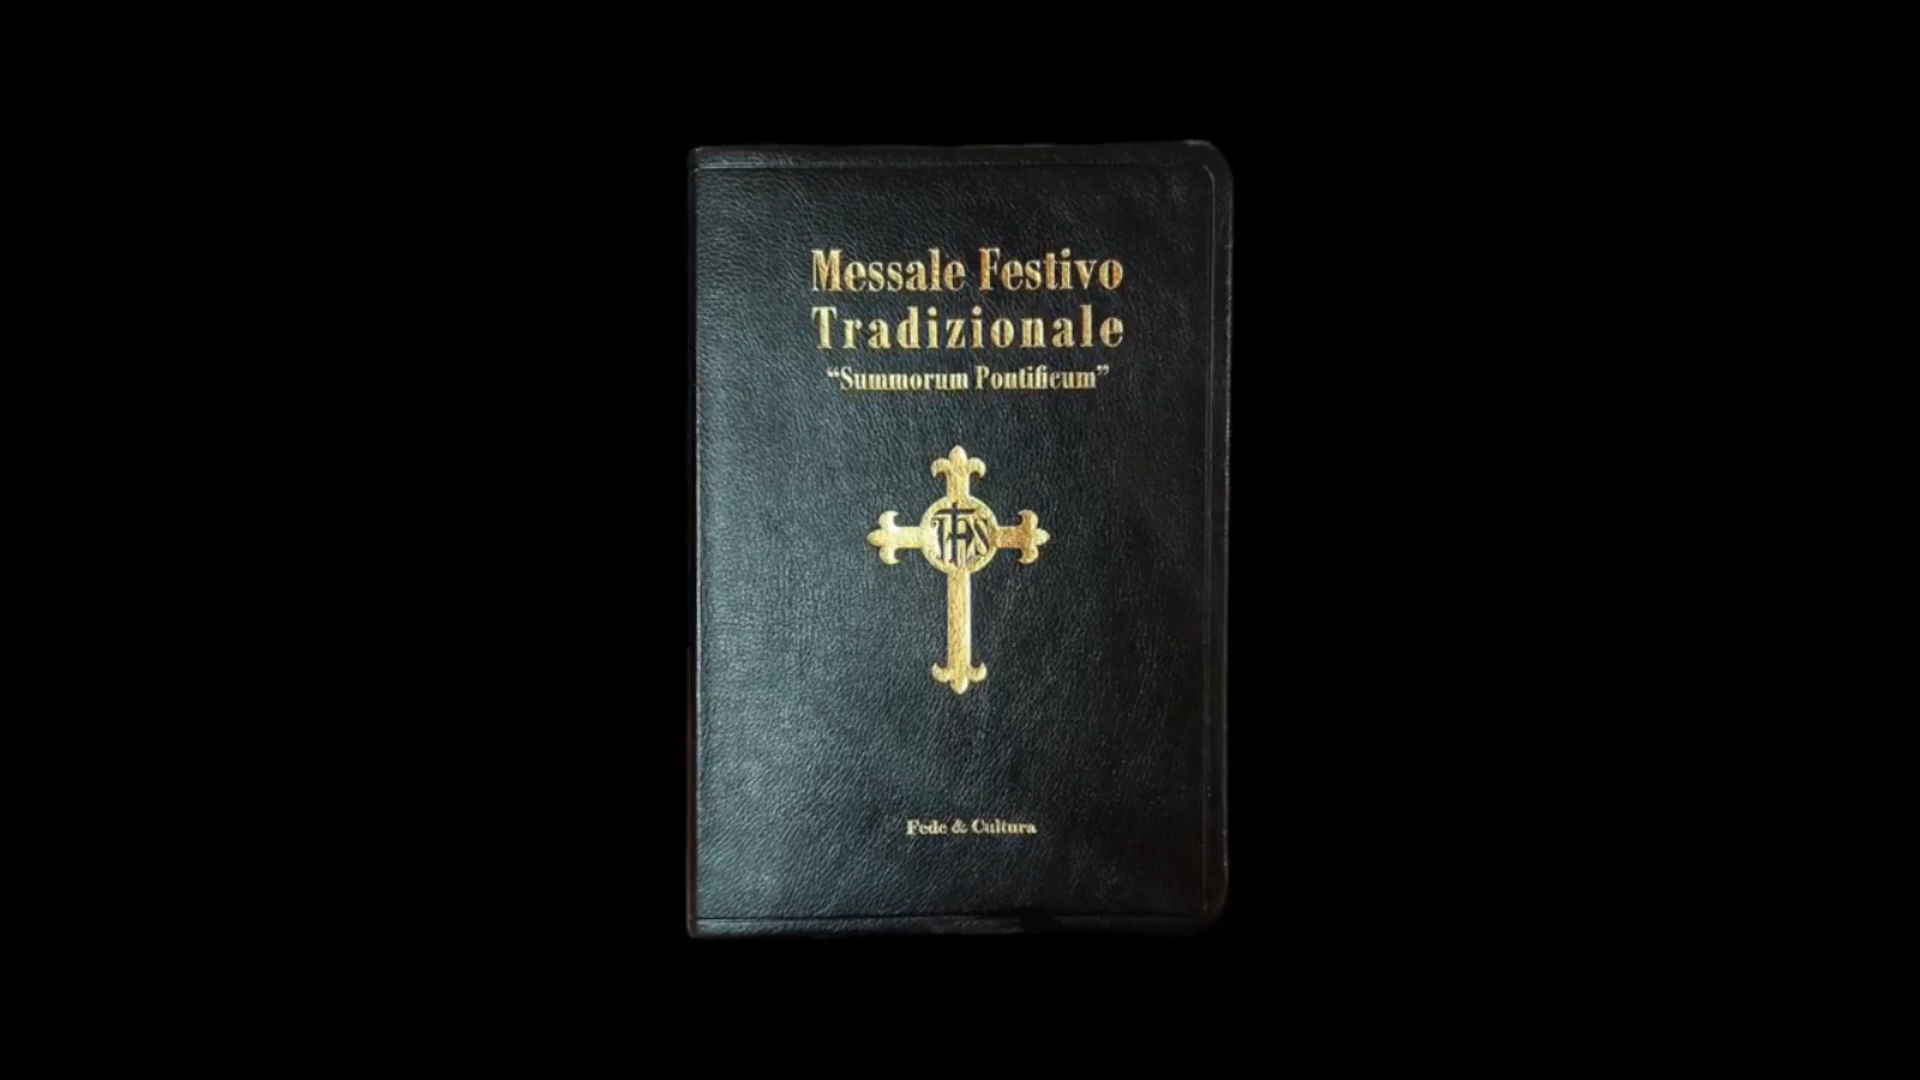 Messale Festivo
Tradizionale
“Summorum Pontificum”
IHS
Fede & Cultura